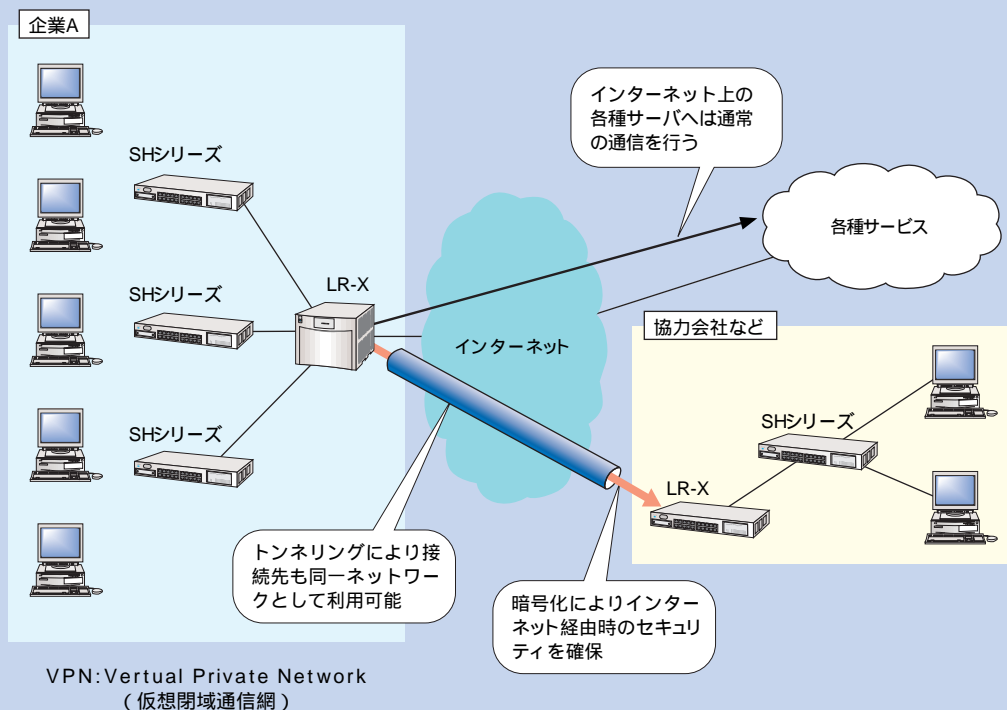 企業A
インターネット上の
各種サーバへは通常
の通信を行う
SHシリーズ
各種サービス
LR-X
SHシリーズ
協力会社など
インターネット
SHシリーズ
SHシリーズ
LR-X
トンネリングにより接
続先も同一ネットワー
クとして利用可能
暗号化によりインター
ネット経由時のセキュリ
ティを確保
VPN:Vertual Private Network
(仮想閉域通信網)